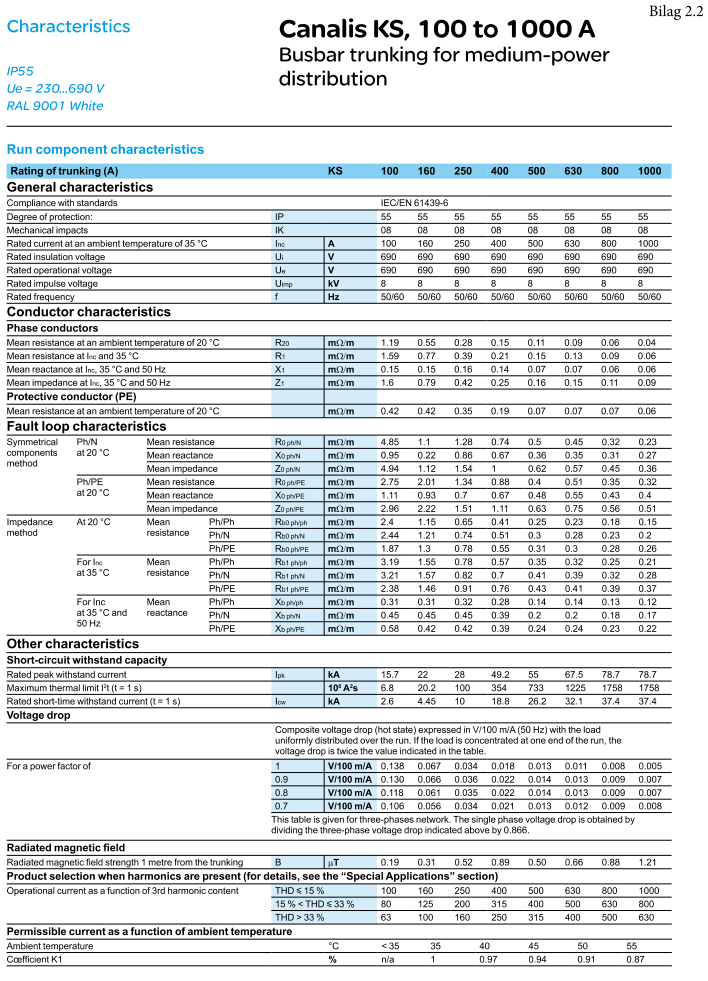 Bilag 2.2
Characteristics
Canalis KS, 100 to 1000 A
Busbar trunking for medium-power
distribution
IP55
Ue = 230...690 V
RAL 9001 White
Run component characteristics
Rating of trunking (A) KS 100 160 250 400 500 630 800 1000
General characteristics
Compliance with standards IEC/EN 61439-6
Degree of protection: IP 55 55 55 55 55 55 55 55
Mechanical impacts IK 08 08 08 08 08 08 08 08
Rated current at an ambient temperature of 35 °C Inc A 100 160 250 400 500 630 800 1000
Rated insulation voltage Ui V 690 690 690 690 690 690 690 690
Rated operational voltage Ue V 690 690 690 690 690 690 690 690
Rated impulse voltage Uimp kV 8 8 8 8 8 8 8 8
Rated frequency f Hz 50/60 50/60 50/60 50/60 50/60 50/60 50/60 50/60
Conductor characteristics
Phase conductors
Mean resistance at an ambient temperature of 20 °C R20 mΩ/m 1.19 0.55 0.28 0.15 0.11 0.09 0.06 0.04
Mean resistance at Inc and 35 °C R1 mΩ/m 1.59 0.77 0.39 0.21 0.15 0.13 0.09 0.06
Mean reactance at Inc, 35 °C and 50 Hz X1 mΩ/m 0.15 0.15 0.16 0.14 0.07 0.07 0.06 0.06
Mean impedance at Inc, 35 °C and 50 Hz Z1 mΩ/m 1.6 0.79 0.42 0.25 0.16 0.15 0.11 0.09
Protective conductor (PE)
Mean resistance at an ambient temperature of 20 °C mΩ/m 0.42 0.42 0.35 0.19 0.07 0.07 0.07 0.06
Fault loop characteristics
Symmetrical components method Ph/N at 20 °C Mean resistance R0 ph/N mΩ/m 4.85 1.1 1.28 0.74 0.5 0.45 0.32 0.23
Mean reactance X0 ph/N mΩ/m 0.95 0.22 0.86 0.67 0.36 0.35 0.31 0.27
Mean impedance Z0 ph/N mΩ/m 4.94 1.12 1.54 1 0.62 0.57 0.45 0.36
Ph/PE at 20 °C Mean resistance R0 ph/PE mΩ/m 2.75 2.01 1.34 0.88 0.4 0.51 0.35 0.32
Mean reactance X0 ph/PE mΩ/m 1.11 0.93 0.7 0.67 0.48 0.55 0.43 0.4
Mean impedance Z0 ph/PE mΩ/m 2.96 2.22 1.51 1.11 0.63 0.75 0.56 0.51
Impedance method At 20 °C Mean resistance Ph/Ph Rb0 ph/ph mΩ/m 2.4 1.15 0.65 0.41 0.25 0.23 0.18 0.15
Ph/N Rb0 ph/N mΩ/m 2.44 1.21 0.74 0.51 0.3 0.28 0.23 0.2
Ph/PE Rb0 ph/PE mΩ/m 1.87 1.3 0.78 0.55 0.31 0.3 0.28 0.26
For Inc at 35 °C Mean resistance Ph/Ph Rb1 ph/ph mΩ/m 3.19 1.55 0.78 0.57 0.35 0.32 0.25 0.21
Ph/N Rb1 ph/N mΩ/m 3.21 1.57 0.82 0.7 0.41 0.39 0.32 0.28
Ph/PE Rb1 ph/PE mΩ/m 2.38 1.46 0.91 0.76 0.43 0.41 0.39 0.37
For Inc at 35 °C and 50 Hz Mean reactance Ph/Ph Xb ph/ph mΩ/m 0.31 0.31 0.32 0.28 0.14 0.14 0.13 0.12
Ph/N Xb ph/N mΩ/m 0.45 0.45 0.45 0.39 0.2 0.2 0.18 0.17
Ph/PE Xb ph/PE mΩ/m 0.58 0.42 0.42 0.39 0.24 0.24 0.23 0.22
Other characteristics
Short-circuit withstand capacity
Rated peak withstand current Ipk kA 15.7 22 28 49.2 55 67.5 78.7 78.7
Maximum thermal limit I²t (t = 1 s) 10⁶ A²s 6.8 20.2 100 354 733 1225 1758 1758
Rated short-time withstand current (t = 1 s) Icw kA 2.6 4.45 10 18.8 26.2 32.1 37.4 37.4
Voltage drop
Composite voltage drop (hot state) expressed in V/100 m/A (50 Hz) with the load
uniformly distributed over the run. If the load is concentrated at one end of the run, the
voltage drop is twice the value indicated in the table.
For a power factor of 1 V/100 m/A 0.138 0.067 0.034 0.018 0.013 0.011 0.008 0.005
0.9 V/100 m/A 0.130 0.066 0.036 0.022 0.014 0.013 0.009 0.007
0.8 V/100 m/A 0.118 0.061 0.035 0.022 0.014 0.013 0.009 0.007
0.7 V/100 m/A 0.106 0.056 0.034 0.021 0.013 0.012 0.009 0.008
This table is given for three-phases network. The single phase voltage drop is obtained by
dividing the three-phase voltage drop indicated above by 0.866.
Radiated magnetic field
Radiated magnetic field strength 1 metre from the trunking B μT 0.19 0.31 0.52 0.89 0.50 0.66 0.88 1.21
Product selection when harmonics are present (for details, see the “Special Applications” section)
Operational current as a function of 3rd harmonic content THD ⩽ 15 % 100 160 250 400 500 630 800 1000
15 % < THD ⩽ 33 % 80 125 200 315 400 500 630 800
THD > 33 % 63 100 160 250 315 400 500 630
Permissible current as a function of ambient temperature
Ambient temperature °C < 35 35 40 45 50 55
Cœfficient K1 % n/a 1 0.97 0.94 0.91 0.87